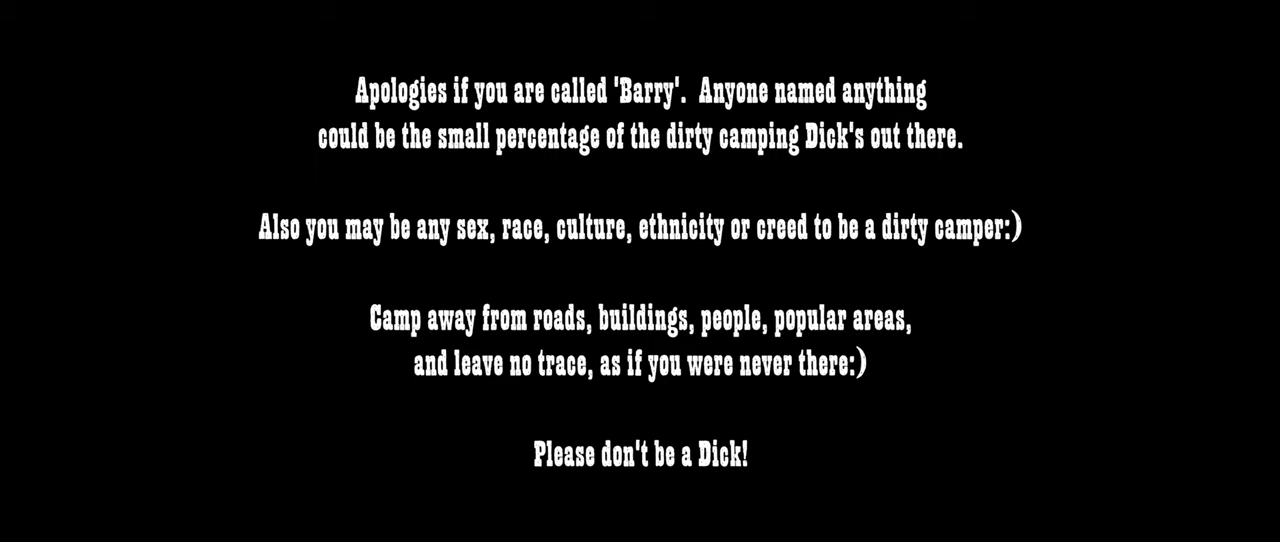 Apologies if you are called 'Barry'.  Anyone named anything
could be the small percentage of the dirty camping Dick's out there.
Also you may be any sex, race, culture, ethnicity or creed to be a dirty camper:)
Camp away from roads, buildings, people, popular areas,
and leave no trace, as if you were never there:)
Please don't be a Dick!